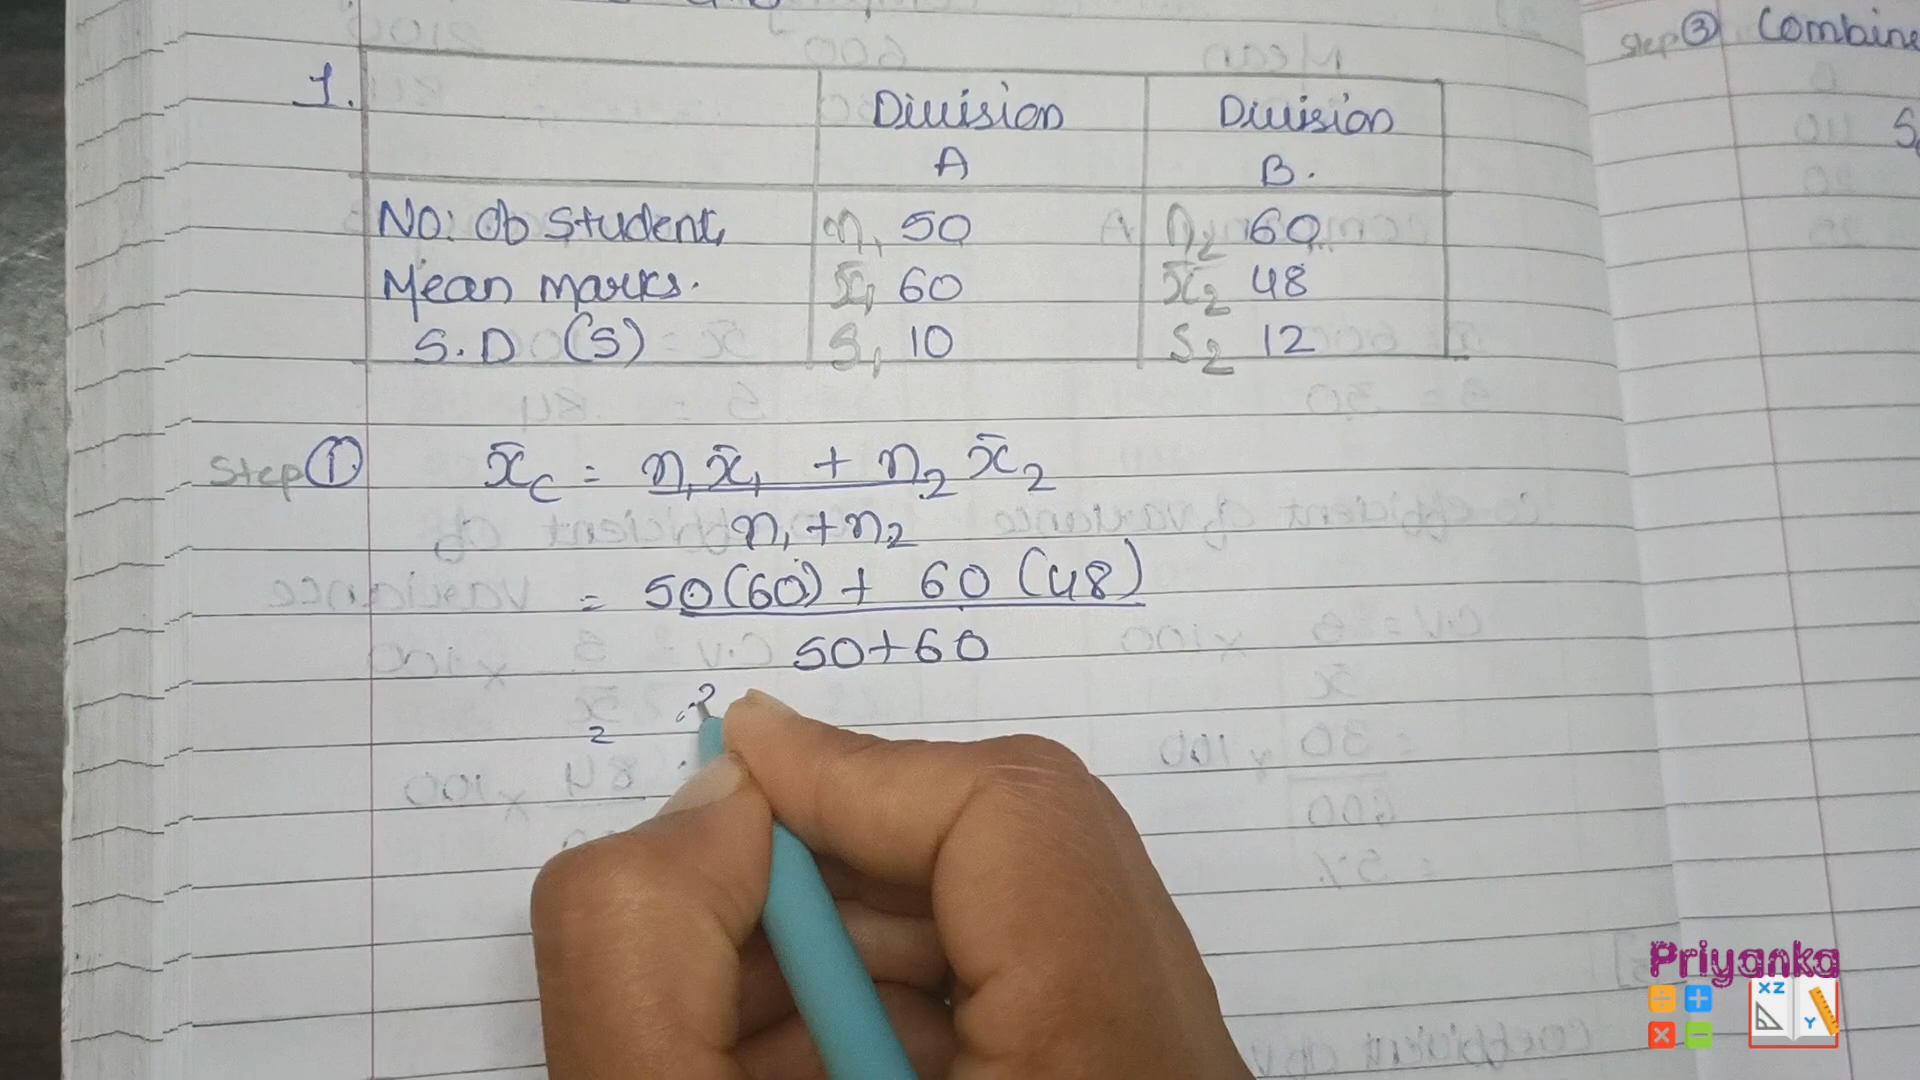 1.
Division Division
A B.
No: of Student, n₁ 50 n₂ 60
Mean marks. x̄₁ 60 x̄₂ 48
S.D (S) S₁ 10 S₂ 12
Step ① x̄c = n₁x̄₁ + n₂x̄₂
n₁ + n₂
= 50(60) + 60(48)
50+60
=
Step ③ Combine
S
Priyanka
XZ
Y